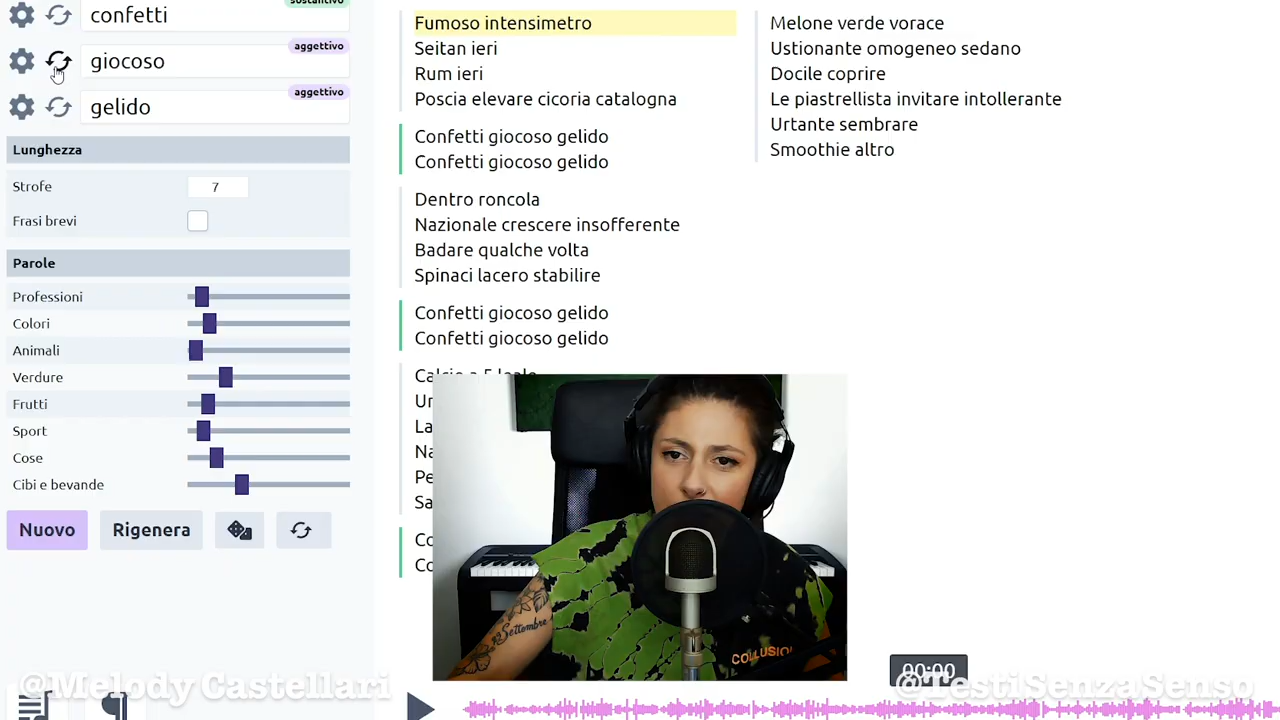 sostantivo
confetti
aggettivo
giocoso
aggettivo
gelido
Lunghezza
Strofe 7
Frasi brevi
Parole
Professioni
Colori
Animali
Verdure
Frutti
Sport
Cose
Cibi e bevande
Nuovo Rigenera
Fumoso intensimetro
Seitan ieri
Rum ieri
Poscia elevare cicoria catalogna
Confetti giocoso gelido
Confetti giocoso gelido
Dentro roncola
Nazionale crescere insofferente
Badare qualche volta
Spinaci lacero stabilire
Confetti giocoso gelido
Confetti giocoso gelido
Melone verde vorace
Ustionante omogeneo sedano
Docile coprire
Le piastrellista invitare intollerante
Urtante sembrare
Smoothie altro
Settembre
COLLUSION
00:00
@Melody Castellari
@TestiSenzaSenso